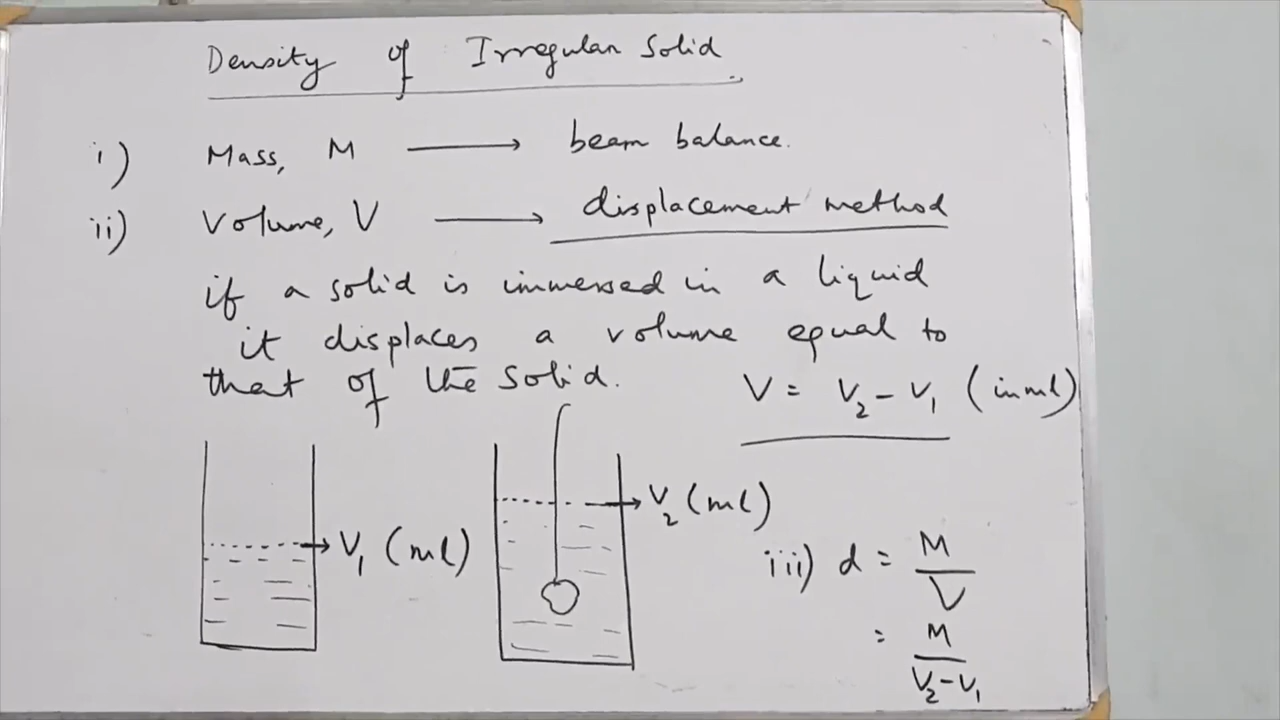 Density of Irregular Solid
i) Mass, M → beam balance.
ii) Volume, V → displacement method
if a solid is immersed in a liquid
it displaces a volume equal to
that of the solid.
V = V₂ - V₁ (in ml)
V₁ (ml)
V₂ (ml)
iii) d = M/V
= M/V₂-V₁